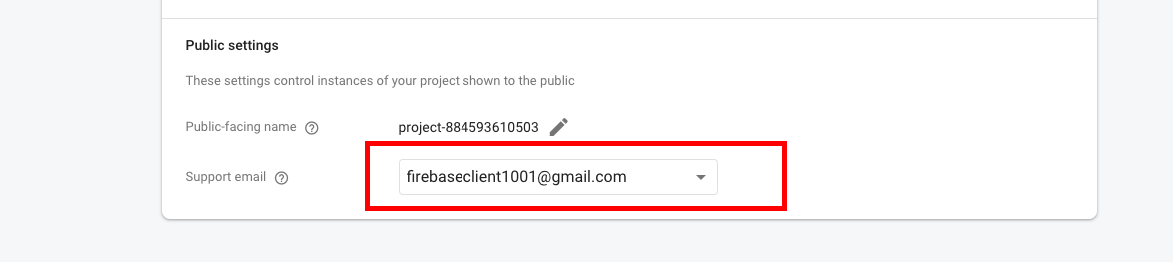 Public settings
These settings control instances of your project shown to the public
Public-facing name project-884593610503
Support email firebaseclient1001@gmail.com